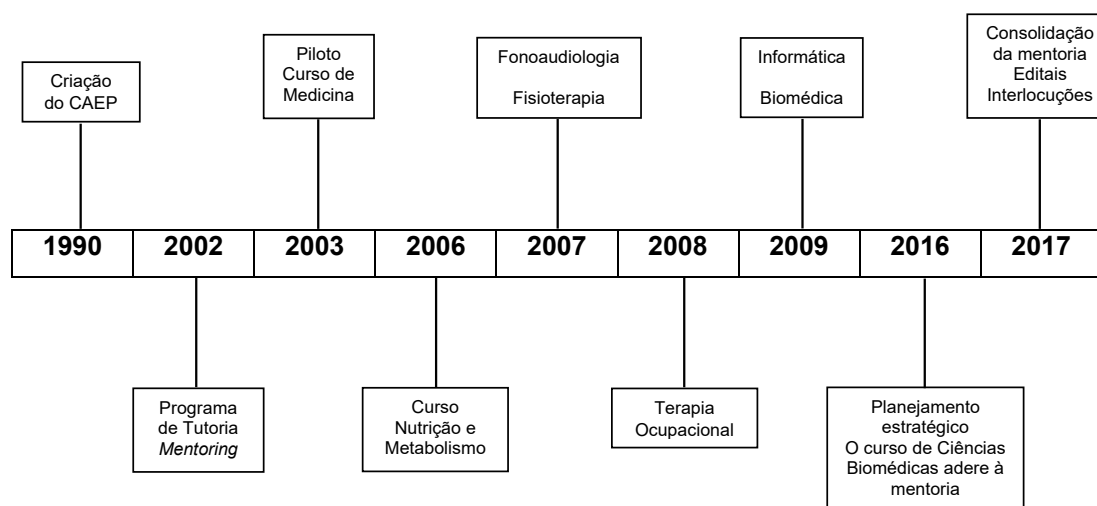 Criação
do CAEP
Piloto
Curso de
Medicina
Fonoaudiologia
Fisioterapia
Informática
Biomédica
Consolidação
da mentoria
Editais
Interlocuções
1990 2002 2003 2006 2007 2008 2009 2016 2017
Programa
de Tutoria
Mentoring
Curso
Nutrição e
Metabolismo
Terapia
Ocupacional
Planejamento
estratégico
O curso de Ciências
Biomédicas adere à
mentoria